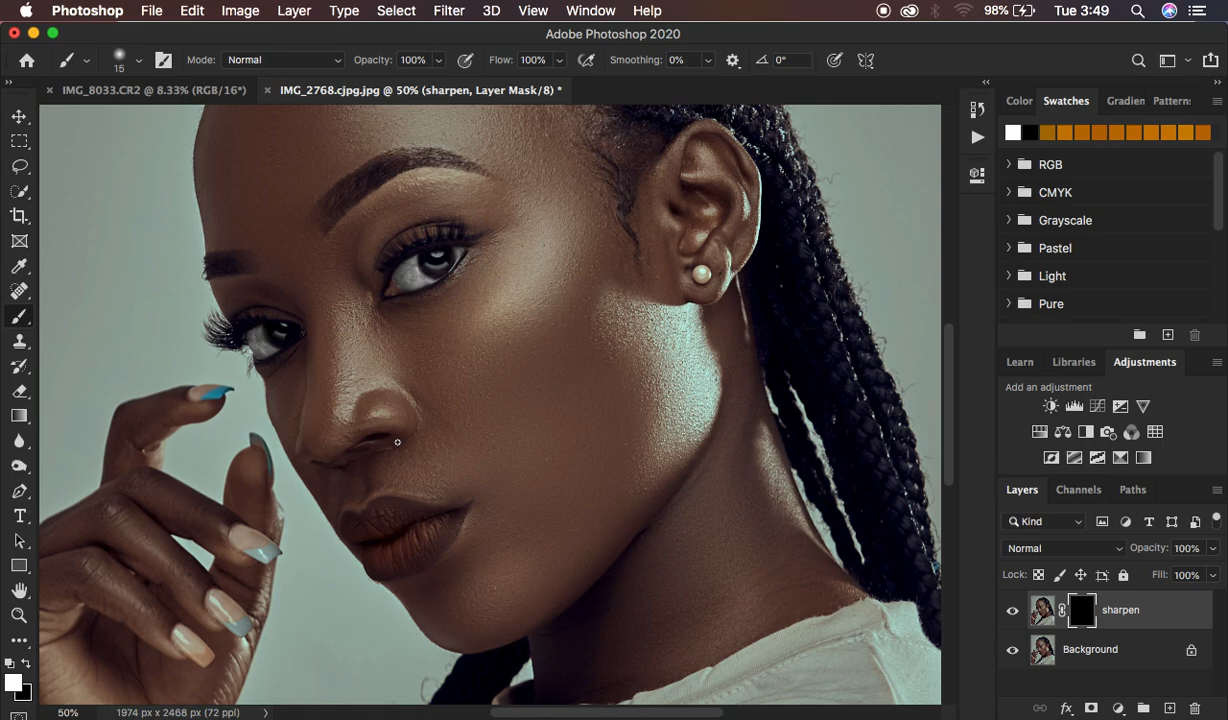 Photoshop File Edit Image Layer Type Select Filter 3D View Window Help 98% Tue 3:49
Adobe Photoshop 2020
15 Mode: Normal Opacity: 100% Flow: 100% Smoothing: 0% 0°
IMG_8033.CR2 @ 8.33% (RGB/16*) IMG_2768.cjpg.jpg @ 50% (sharpen, Layer Mask/8) *
Color Swatches Gradien Patterns
RGB
CMYK
Grayscale
Pastel
Light
Pure
Learn Libraries Adjustments
Add an adjustment
Layers Channels Paths
Kind
Normal Opacity: 100%
Lock: Fill: 100%
sharpen
Background
50% 1974 px x 2468 px (72 ppi)